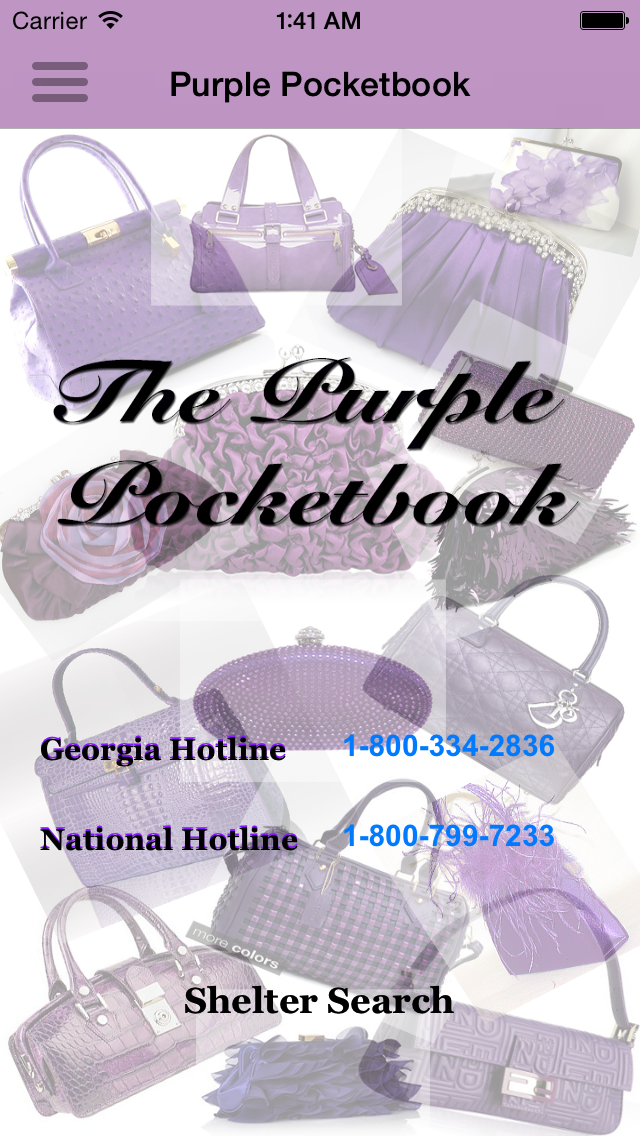 Carrier 1:41 AM
Purple Pocketbook
The Purple
Pocketbook
Georgia Hotline 1-800-334-2836
National Hotline 1-800-799-7233
more colors
Shelter Search